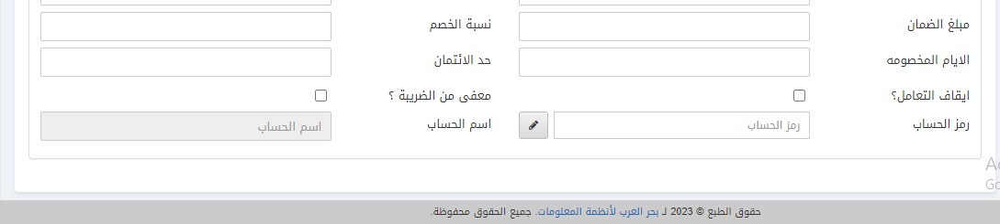 مبلغ الضمان
نسبة الخصم
الايام المخصومه
حد الائتمان
ايقاف التعامل؟
معفى من الضريبة ؟
رمز الحساب
رمز الحساب
اسم الحساب
اسم الحساب
حقوق الطبع © 2023 لـ بحر العرب لأنظمة المعلومات. جميع الحقوق محفوظة.